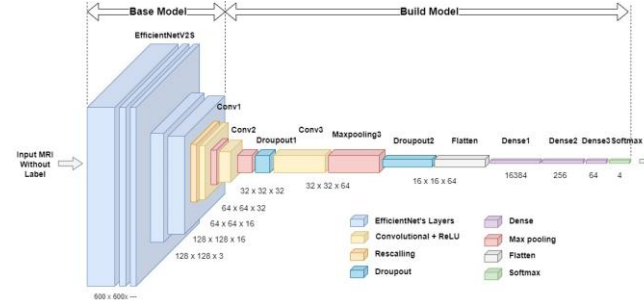 Base Model
Build Model
EfficientNetV2S
Conv1
Conv2
Droupout1
Conv3
Maxpooling3
Droupout2
Flatten
Dense1
Dense2
Dense3
Softmax
Input MRI
Without
Label
32 x 32 x 32
32 x 32 x 64
16 x 16 x 64
16384
256
64
4
64 x 64 x 32
64 x 64 x 16
128 x 128 x 16
128 x 128 x 3
600 x 600x —
EfficientNet's Layers
Convolutional + ReLU
Rescalling
Droupout
Dense
Max pooling
Flatten
Softmax